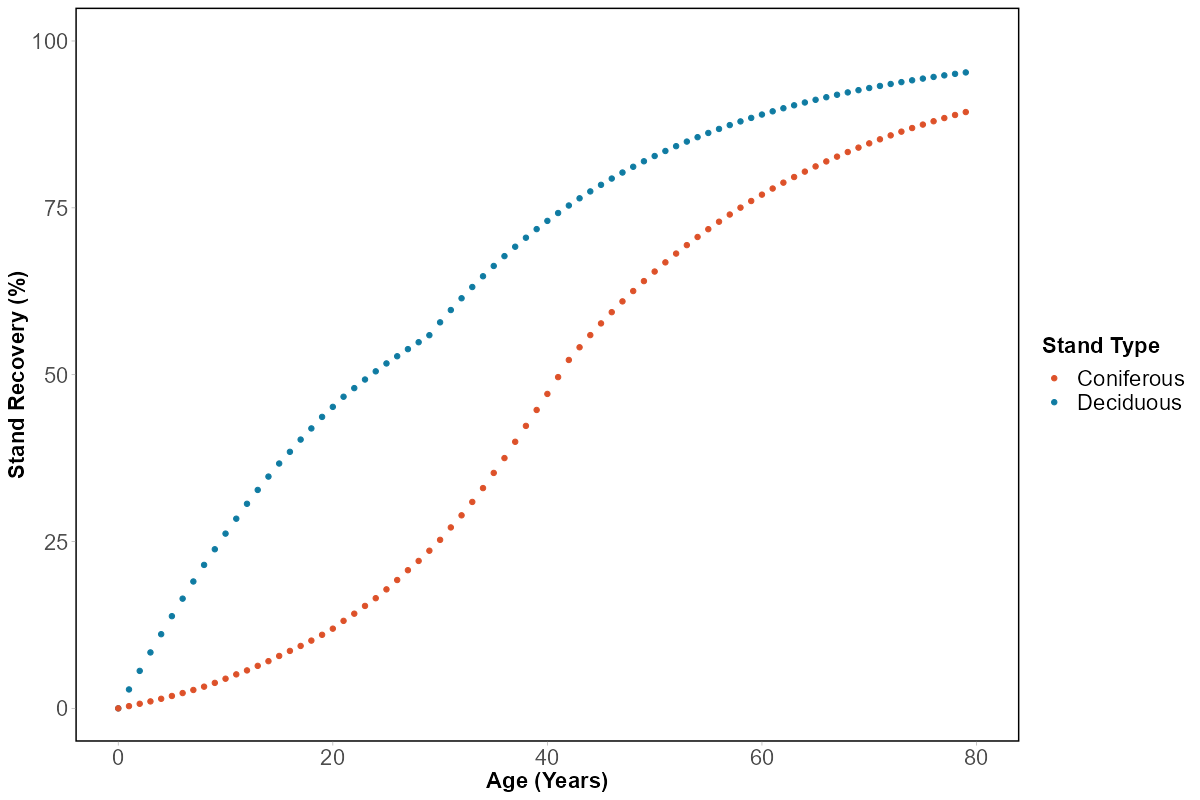 100
75
50
25
0
Stand Recovery (%)
0 20 40 60 80
Age (Years)
Stand Type
Coniferous
Deciduous